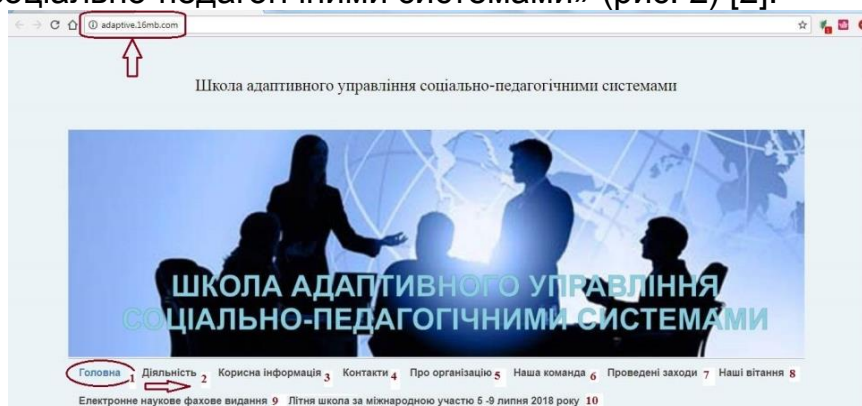 соціально-педагогічними системами» (рис. 2) [2].
adaptive.16mb.com
Школа адаптивного управління соціально-педагогічними системами
ШКОЛА АДАПТИВНОГО УПРАВЛІННЯ
СОЦІАЛЬНО-ПЕДАГОГІЧНИМИ СИСТЕМАМИ
Головна 1 Діяльність 2 Корисна інформація 3 Контакти 4 Про організацію 5 Наша команда 6 Проведені заходи 7 Наші вітання 8
Електронне наукове фахове видання 9 Літня школа за міжнародною участю 5 -9 липня 2018 року 10